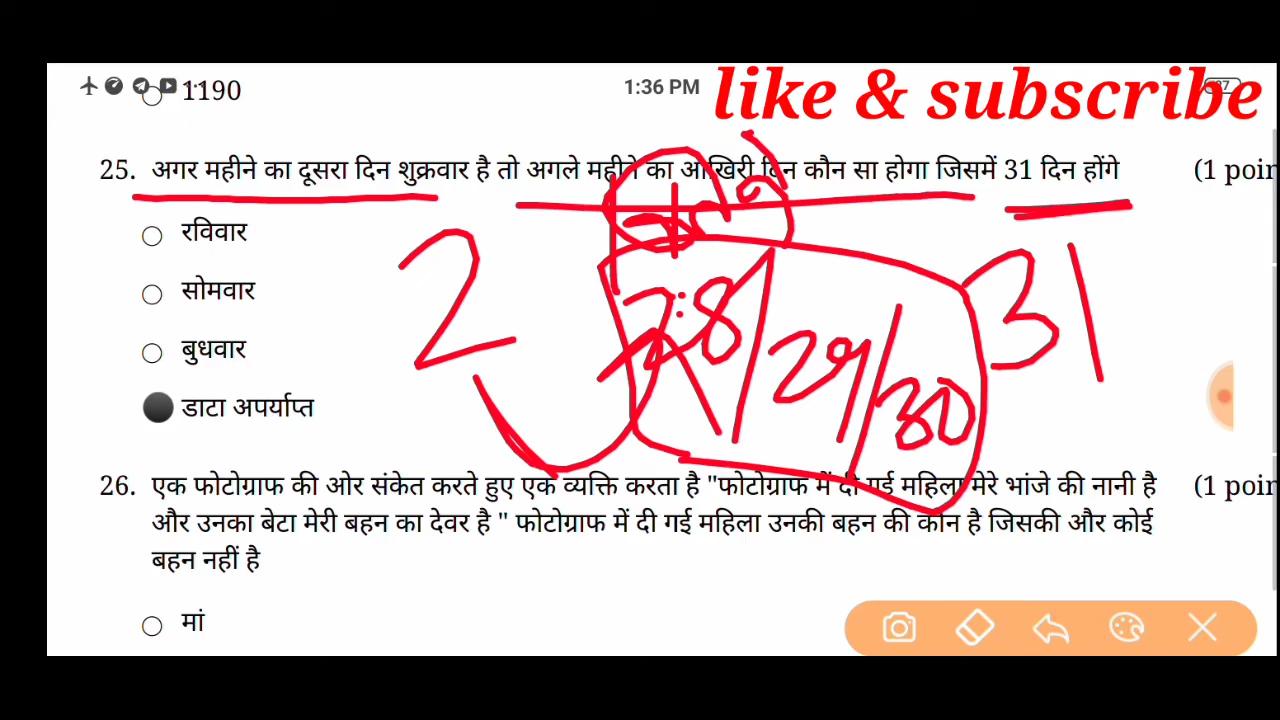 1190
1:36 PM
like & subscribe
25. अगर महीने का दूसरा दिन शुक्रवार है तो अगले महीने का आखिरी दिन कौन सा होगा जिसमें 31 दिन होंगे (1 poin
रविवार
सोमवार
बुधवार
डाटा अपर्याप्त
2 28/29/30 31
26. एक फोटोग्राफ की ओर संकेत करते हुए एक व्यक्ति करता है "फोटोग्राफ में दी गई महिला मेरे भांजे की नानी है (1 poin
और उनका बेटा मेरी बहन का देवर है " फोटोग्राफ में दी गई महिला उनकी बहन की कौन है जिसकी और कोई
बहन नहीं है
मां